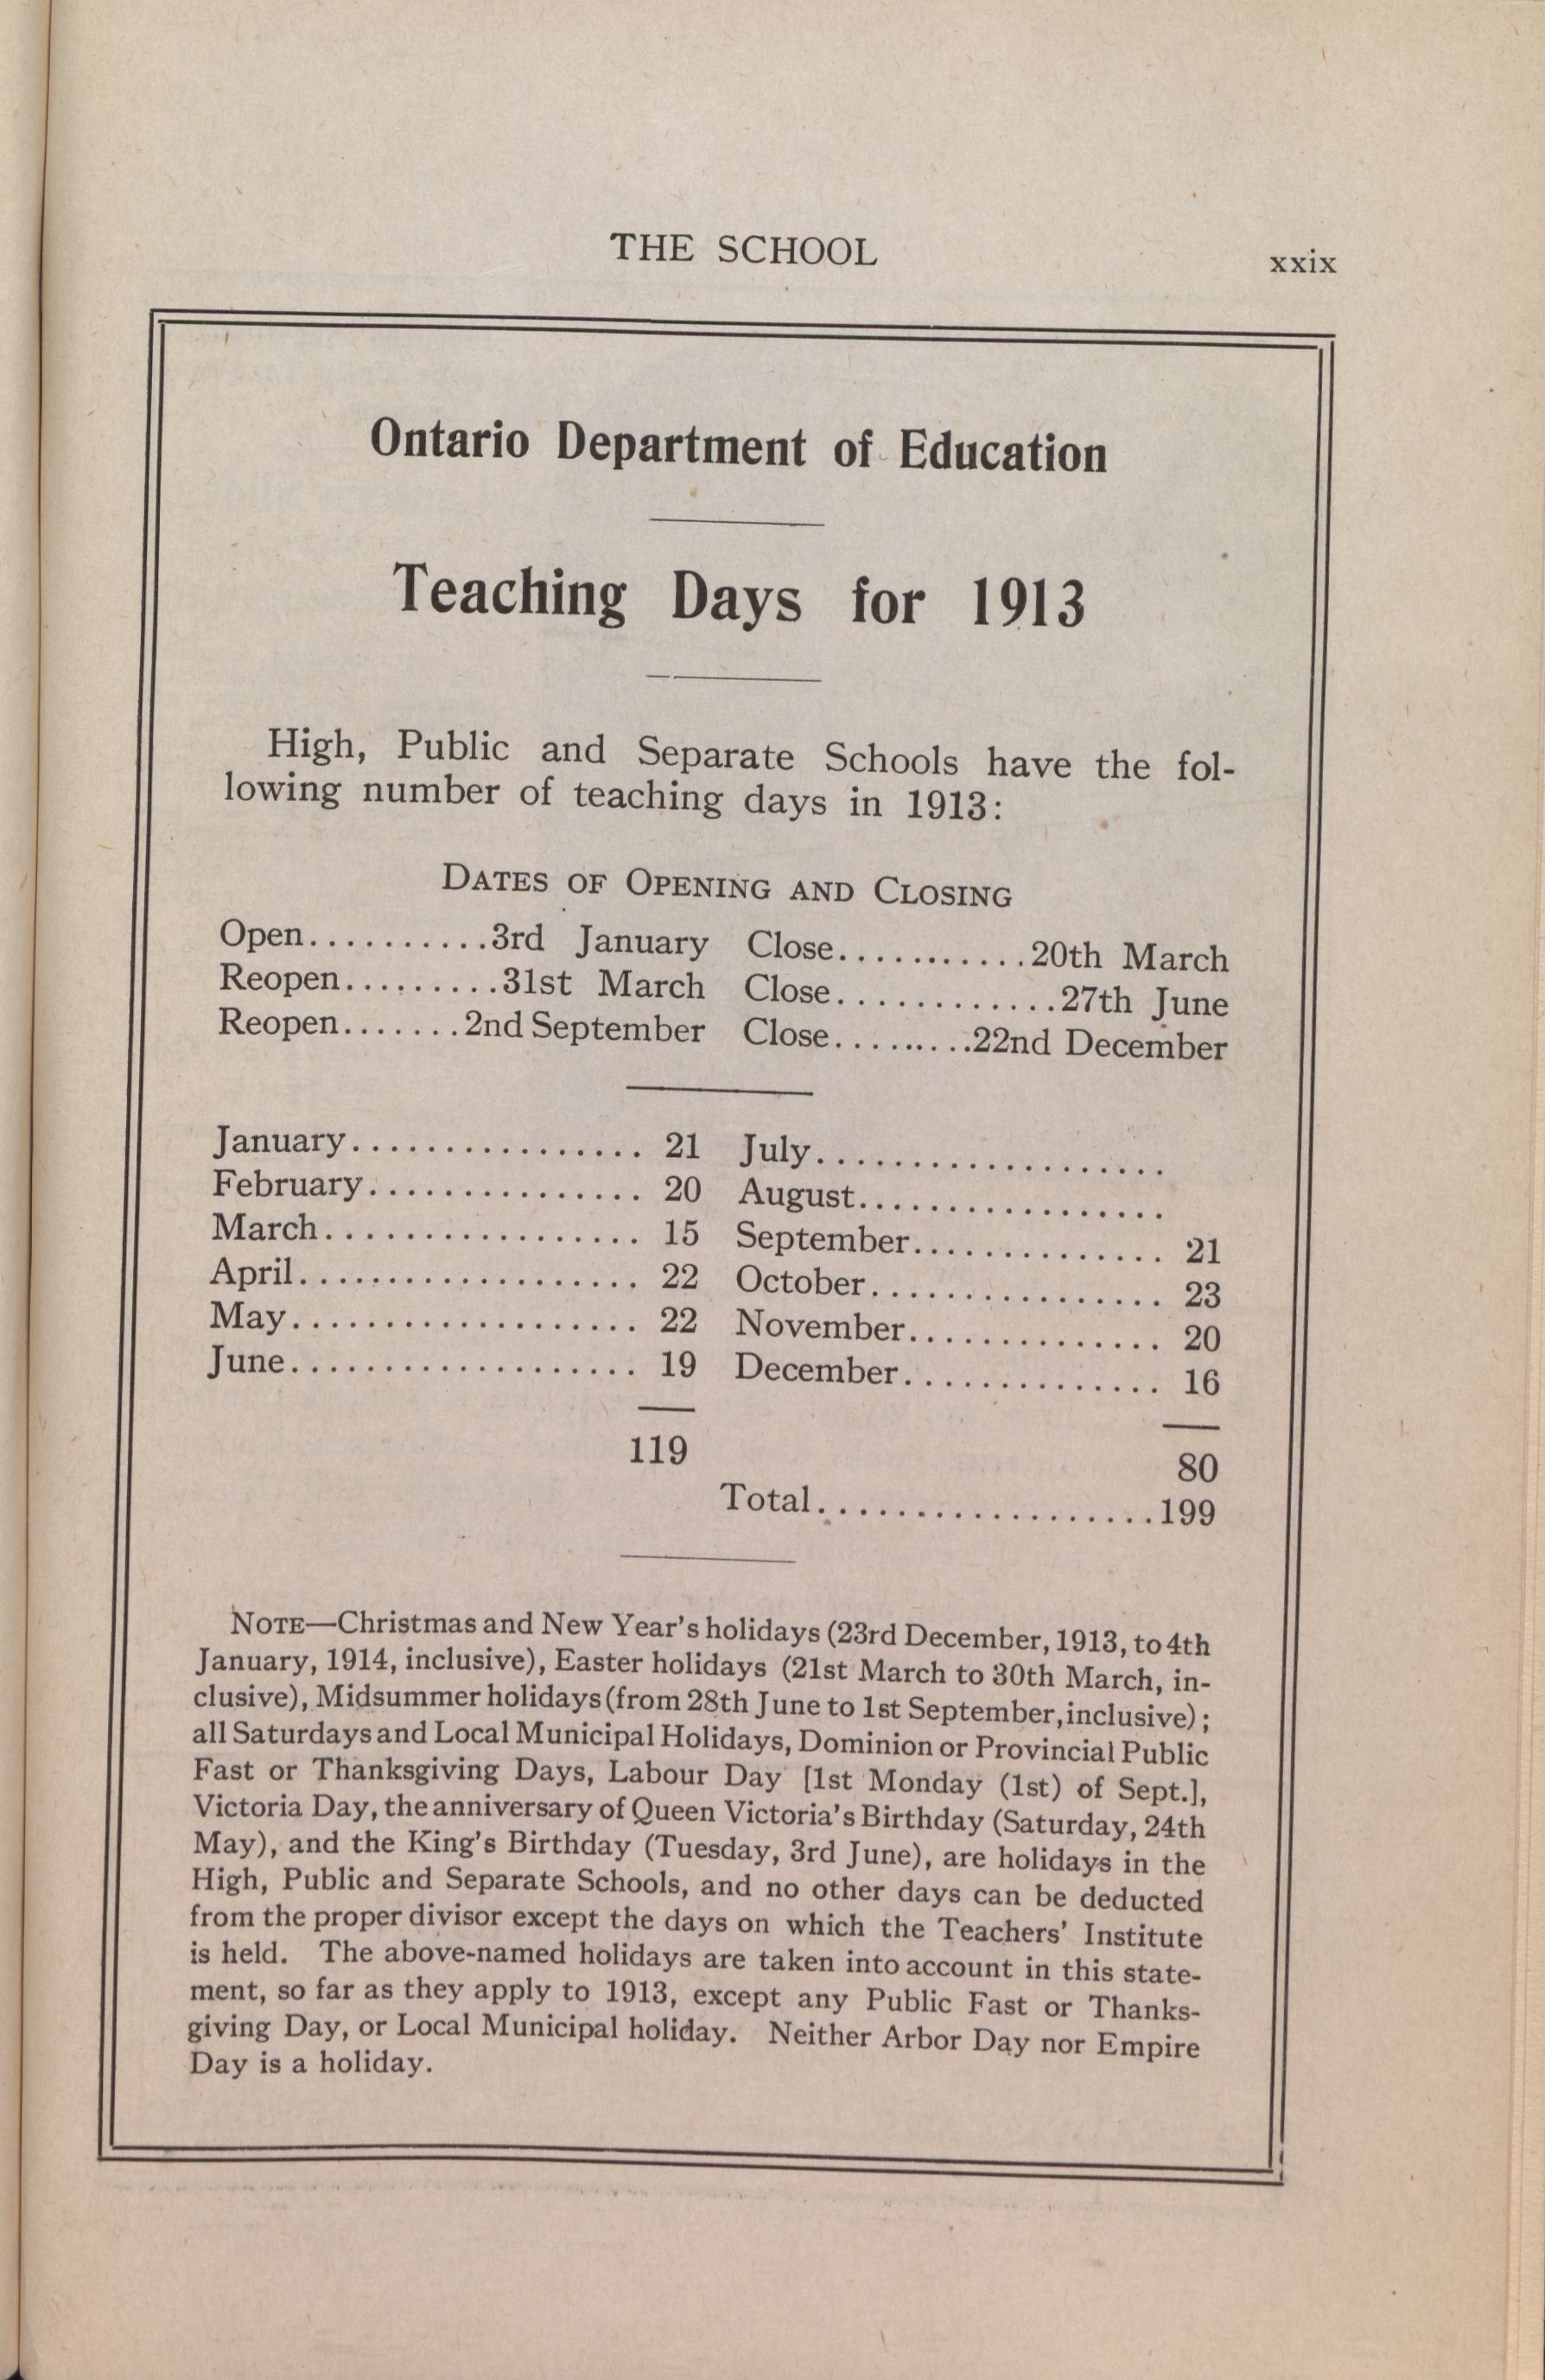 THE SCHOOL xxix
Ontario Department of Education
Teaching Days for 1913
High, Public and Separate Schools have the fol-
lowing number of teaching days in 1913:
DATES OF OPENING AND CLOSING
Open..........3rd January Close...........20th March
Reopen.........31st March Close............27th June
Reopen.......2nd September Close.........22nd December
January................ 21 July...................
February............... 20 August.................
March................. 15 September.............. 21
April.................. 22 October................ 23
May................... 22 November.............. 20
June................... 19 December.............. 16
119 80
Total..................199
NOTE—Christmas and New Year's holidays (23rd December, 1913, to 4th
January, 1914, inclusive), Easter holidays (21st March to 30th March, in-
clusive), Midsummer holidays (from 28th June to 1st September, inclusive);
all Saturdays and Local Municipal Holidays, Dominion or Provincial Public
Fast or Thanksgiving Days, Labour Day [1st Monday (1st) of Sept.],
Victoria Day, the anniversary of Queen Victoria's Birthday (Saturday, 24th
May), and the King's Birthday (Tuesday, 3rd June), are holidays in the
High, Public and Separate Schools, and no other days can be deducted
from the proper divisor except the days on which the Teachers' Institute
is held. The above-named holidays are taken into account in this state-
ment, so far as they apply to 1913, except any Public Fast or Thanks-
giving Day, or Local Municipal holiday. Neither Arbor Day nor Empire
Day is a holiday.